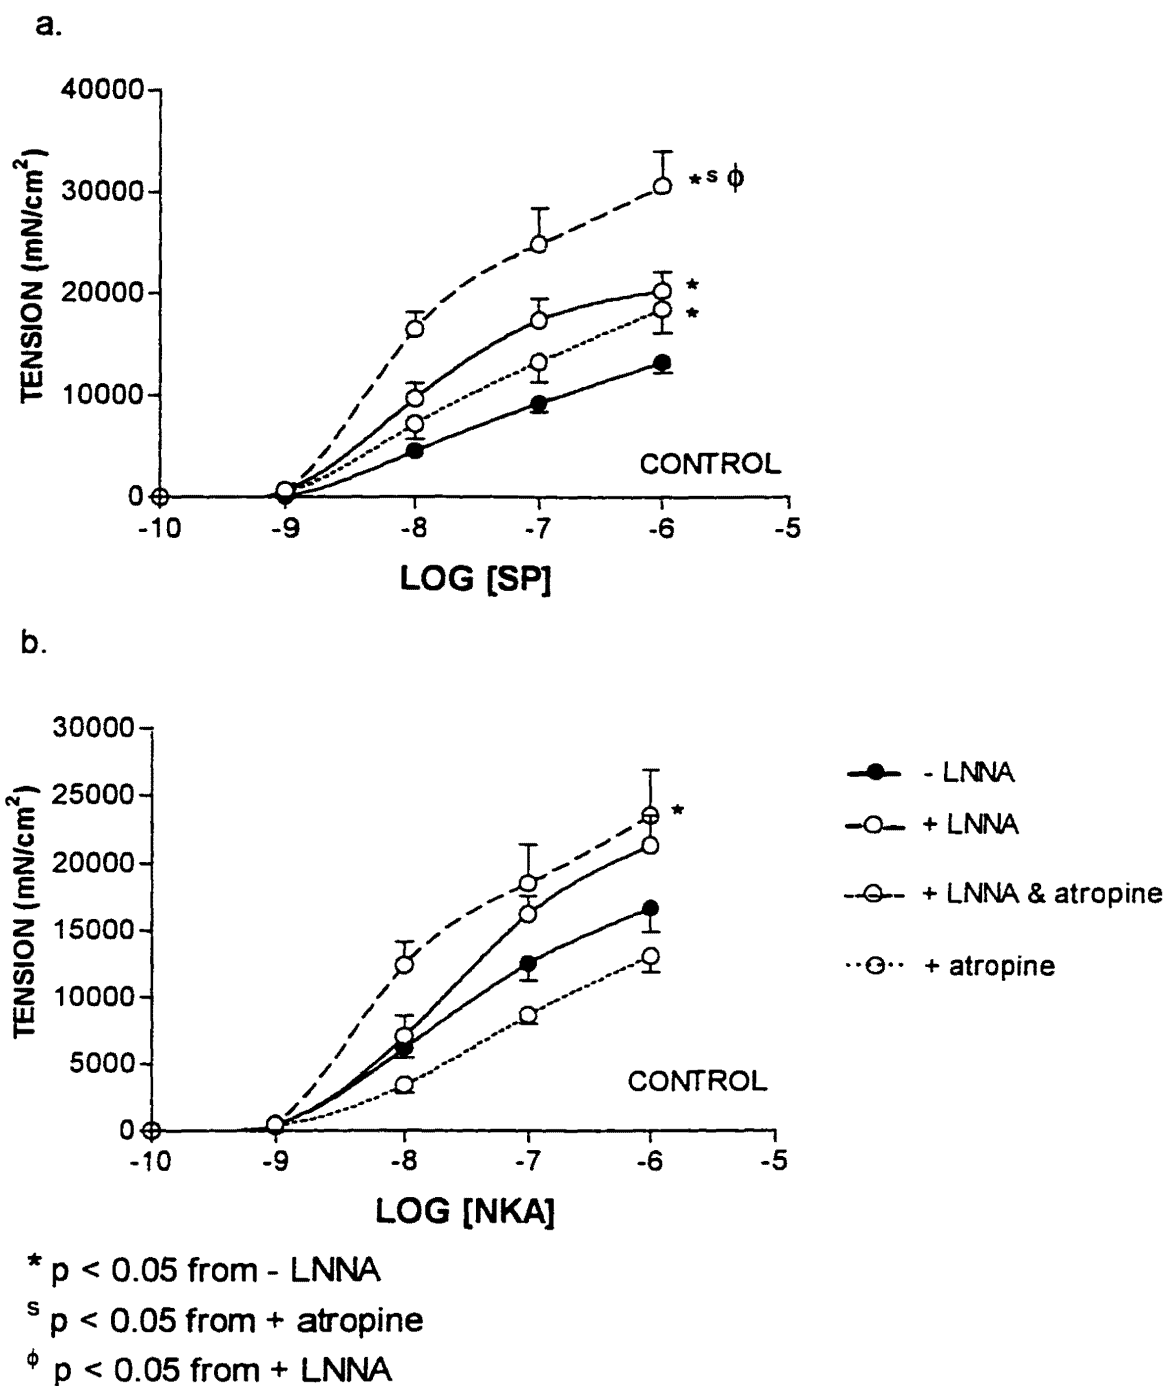 a.
40000
30000
20000
10000
0
TENSION (mN/cm²)
* s ϕ
*
*
CONTROL
-10 -9 -8 -7 -6 -5
LOG [SP]
b.
30000
25000
20000
15000
10000
5000
0
TENSION (mN/cm²)
*
CONTROL
-10 -9 -8 -7 -6 -5
LOG [NKA]
- LNNA
+ LNNA
+ LNNA & atropine
+ atropine
* p < 0.05 from - LNNA
s p < 0.05 from + atropine
ϕ p < 0.05 from + LNNA